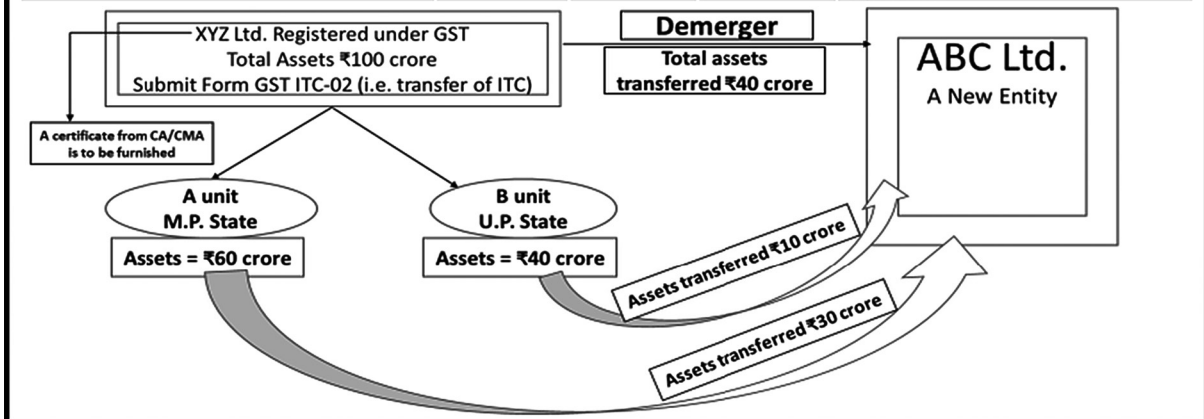 XYZ Ltd. Registered under GST
Total Assets ₹100 crore
Submit Form GST ITC-02 (i.e. transfer of ITC)
Demerger
Total assets
transferred ₹40 crore
ABC Ltd.
A New Entity
A certificate from CA/CMA
is to be furnished
A unit
M.P. State
Assets = ₹60 crore
B unit
U.P. State
Assets = ₹40 crore
Assets transferred ₹10 crore
Assets transferred ₹30 crore